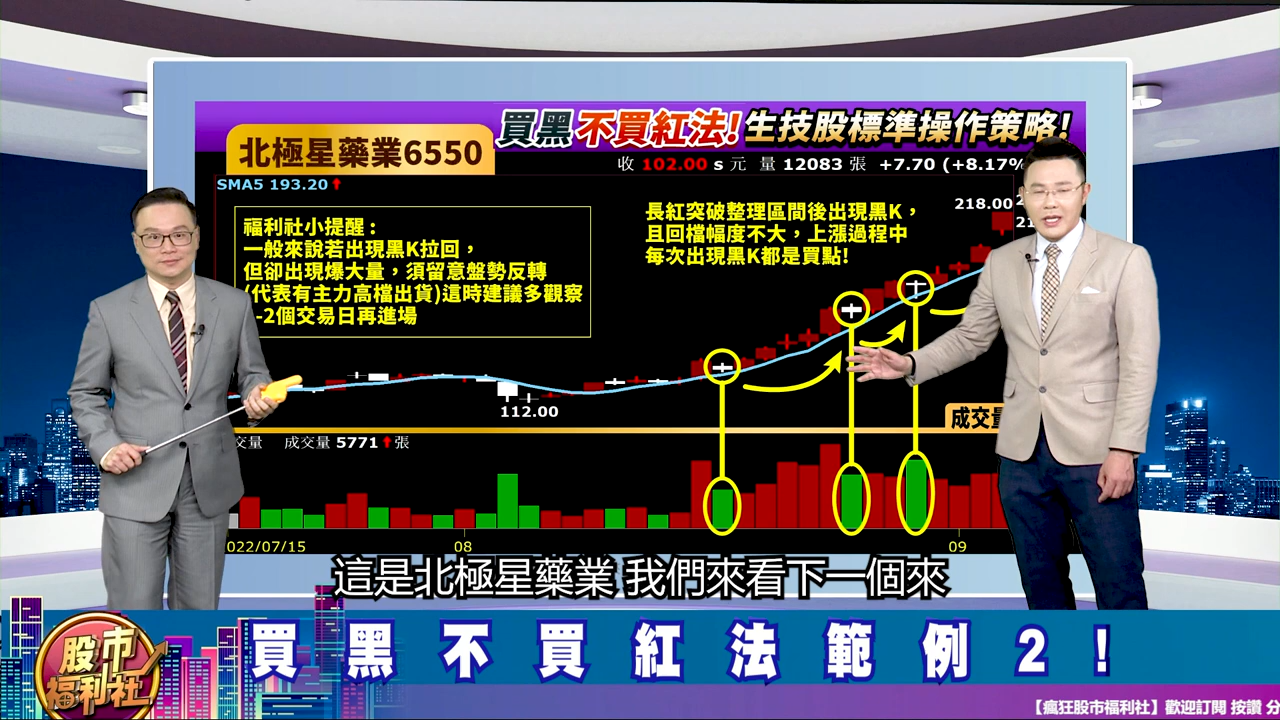 買黑不買紅法!生技股標準操作策略!
北極星藥業6550
收 102.00 s 元 量 12083 張 +7.70 (+8.17%
SMA5 193.20
218.00
福利社小提醒:
一般來說若出現黑K拉回,
但卻出現爆大量,須留意盤勢反轉
(代表有主力高檔出貨)這時建議多觀察
-2個交易日再進場
長紅突破整理區間後出現黑K,
且回檔幅度不大,上漲過程中
每次出現黑K都是買點!
112.00
成交量
交量 成交量 5771 張
022/07/15
08
09
這是北極星藥業 我們來看下一個來
股市福利社
買黑不買紅法範例2!
【瘋狂股市福利社】歡迎訂閱 按讚 分